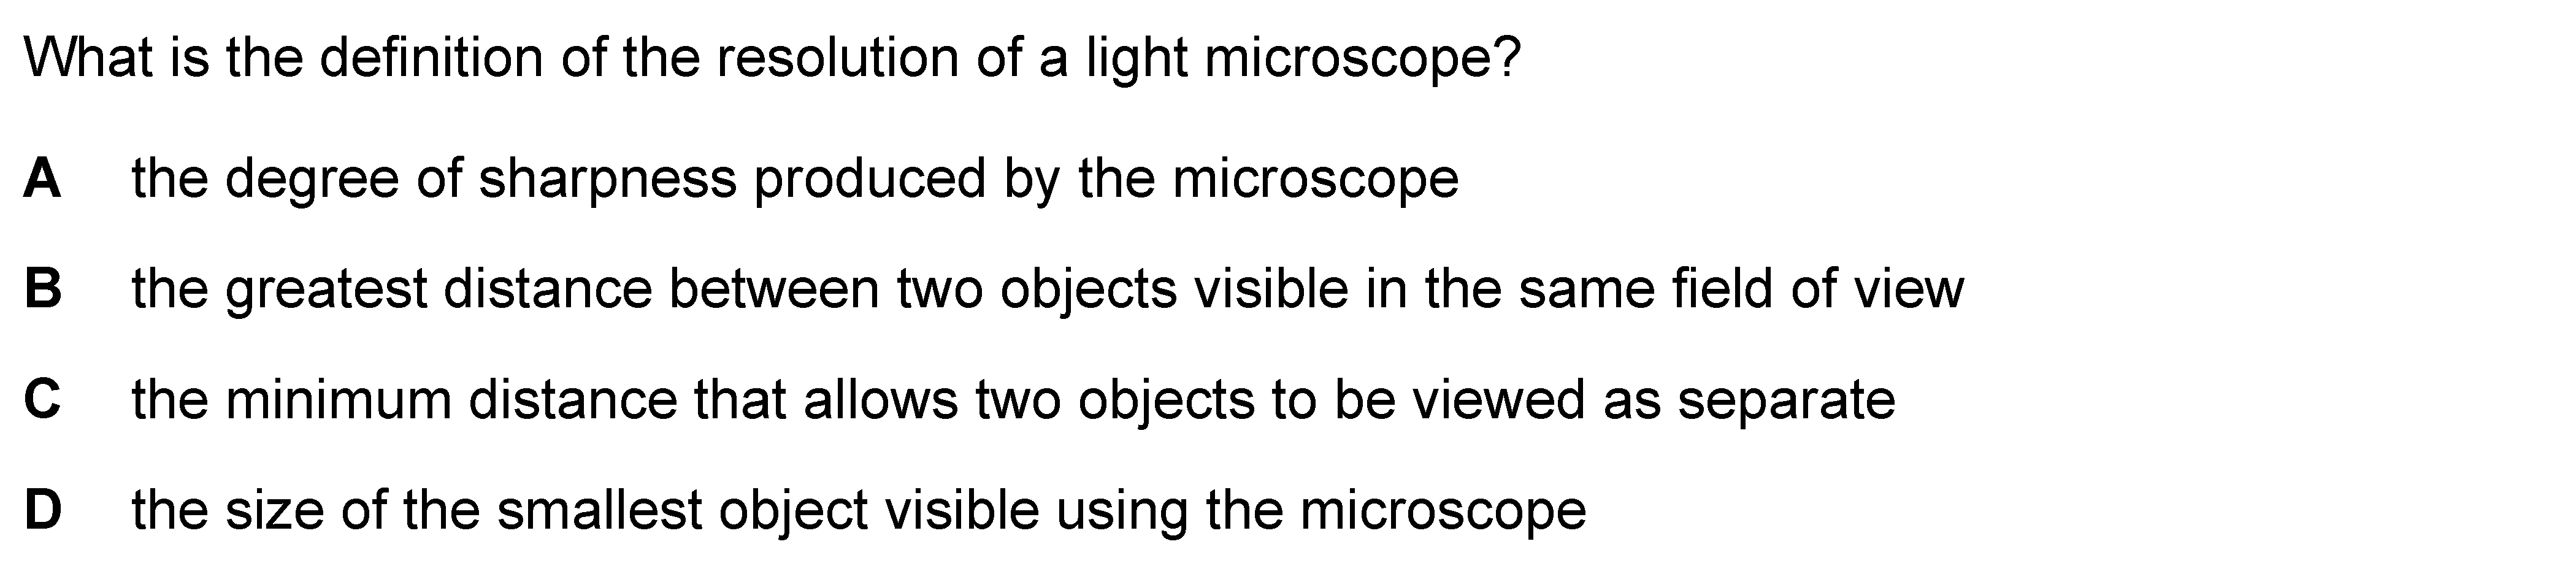 What is the definition of the resolution of a light microscope?
A the degree of sharpness produced by the microscope
B the greatest distance between two objects visible in the same field of view
C the minimum distance that allows two objects to be viewed as separate
D the size of the smallest object visible using the microscope